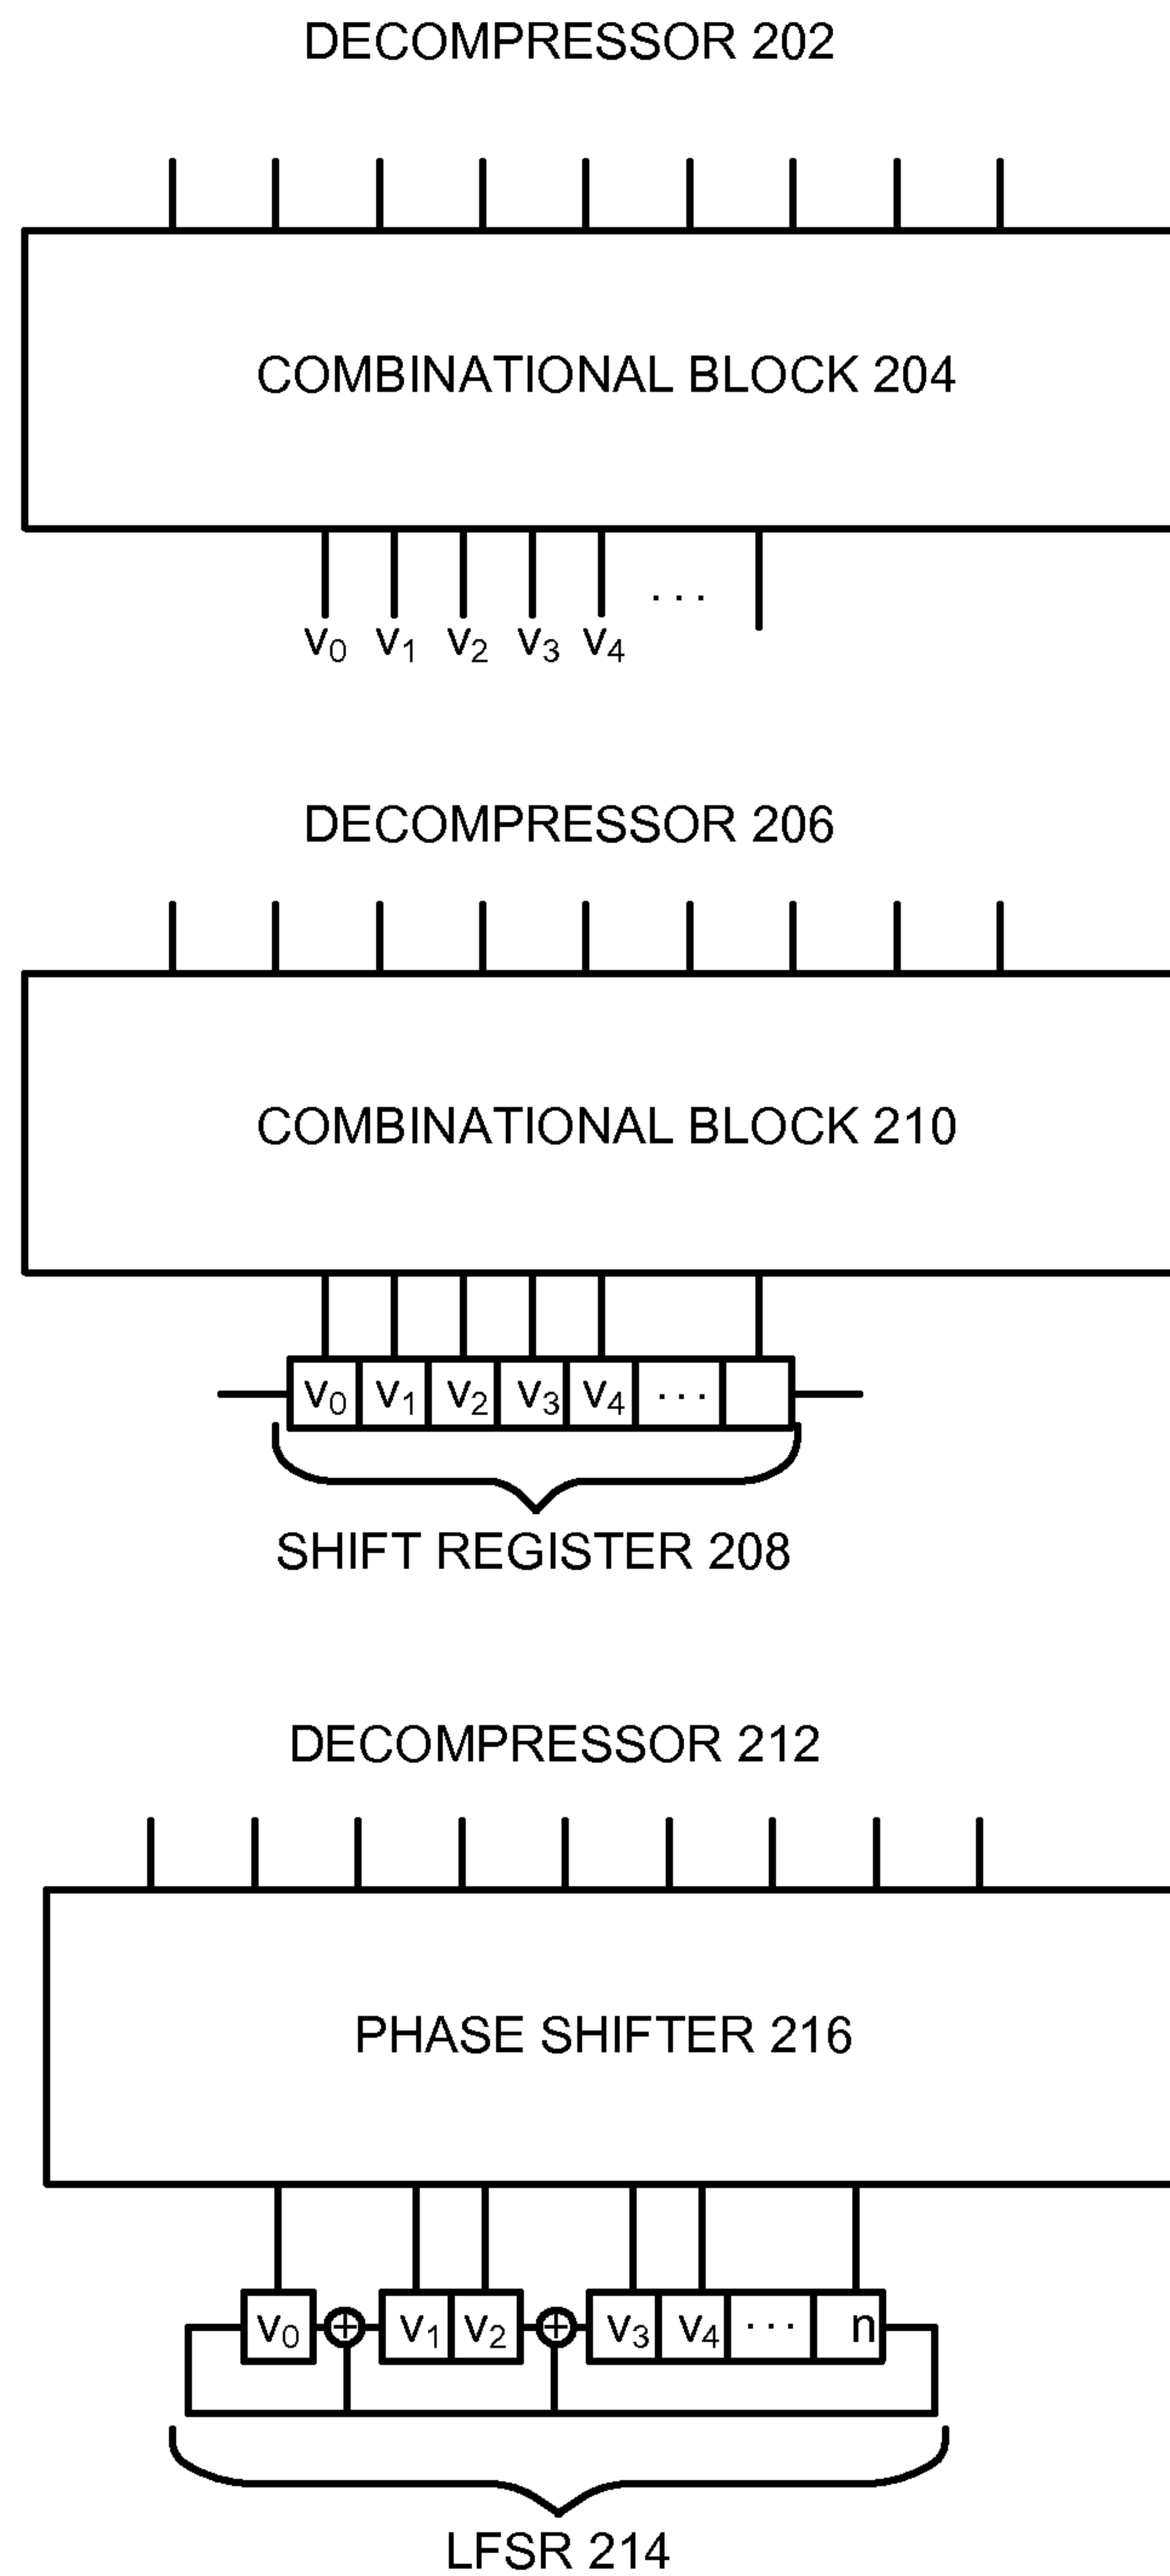 DECOMPRESSOR 202
COMBINATIONAL BLOCK 204
v₀ v₁ v₂ v₃ v₄ ...
DECOMPRESSOR 206
COMBINATIONAL BLOCK 210
v₀ v₁ v₂ v₃ v₄ ...
SHIFT REGISTER 208
DECOMPRESSOR 212
PHASE SHIFTER 216
v₀ + v₁ v₂ + v₃ v₄ ... n
LFSR 214